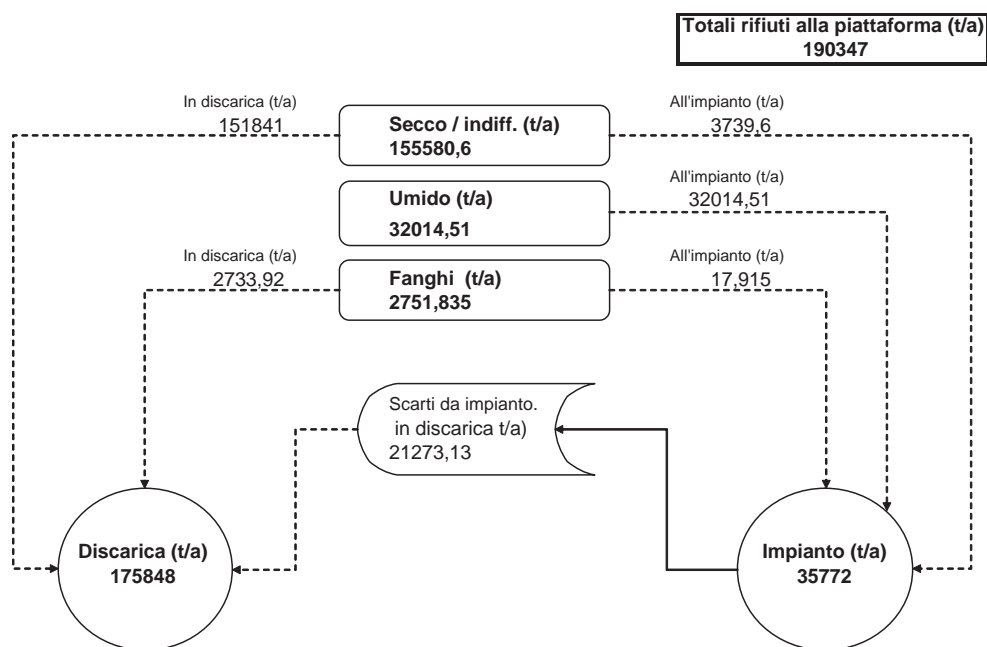 Totali rifiuti alla piattaforma (t/a)
190347
In discarica (t/a)
151841
Secco / indiff. (t/a)
155580,6
All'impianto (t/a)
3739,6
Umido (t/a)
32014,51
All'impianto (t/a)
32014,51
In discarica (t/a)
2733,92
Fanghi (t/a)
2751,835
All'impianto (t/a)
17,915
Scarti da impianto.
in discarica t/a)
21273,13
Discarica (t/a)
175848
Impianto (t/a)
35772